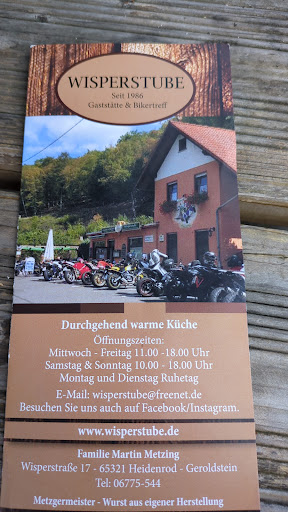 WISPERSTUBE
Seit 1986
Gaststätte & Bikertreff
Durchgehend warme Küche
Öffnungszeiten:
Mittwoch - Freitag 11.00 -18.00 Uhr
Samstag & Sonntag 10.00 - 18.00 Uhr
Montag und Dienstag Ruhetag
E-Mail: wisperstube@freenet.de
Besuchen Sie uns auch auf Facebook/Instagram.
www.wisperstube.de
Familie Martin Metzing
Wisperstraße 17 - 65321 Heidenrod - Geroldstein
Tel: 06775-544
Metzgermeister - Wurst aus eigener Herstellung